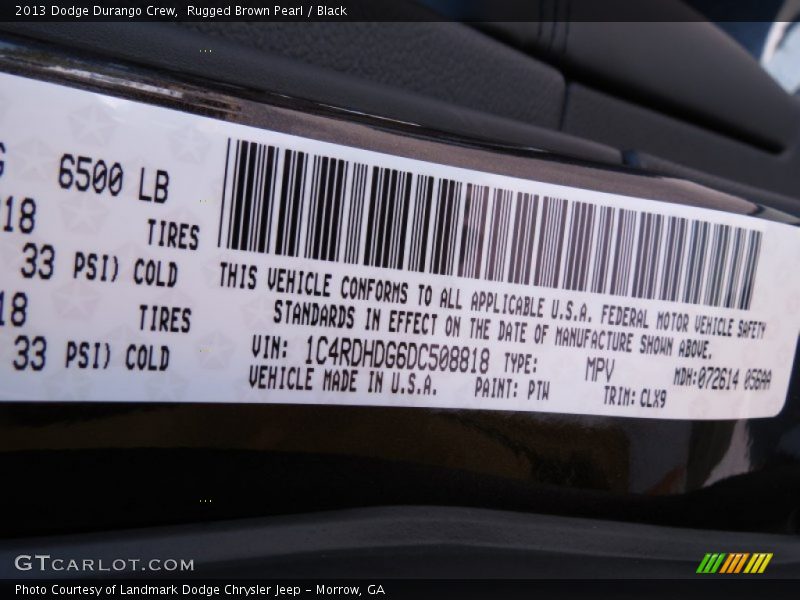 2013 Dodge Durango Crew,  Rugged Brown Pearl / Black
6500 LB
18 TIRES
33 PSI) COLD
18 TIRES
33 PSI) COLD
THIS VEHICLE CONFORMS TO ALL APPLICABLE U.S.A. FEDERAL MOTOR VEHICLE SAFETY
STANDARDS IN EFFECT ON THE DATE OF MANUFACTURE SHOWN ABOVE.
VIN: 1C4RDHDG6DC508818 TYPE: MPV MDH:072614 056AA
VEHICLE MADE IN U.S.A. PAINT: PTW TRIM: CLX9
GTCARLOT.COM
Photo Courtesy of Landmark Dodge Chrysler Jeep - Morrow, GA